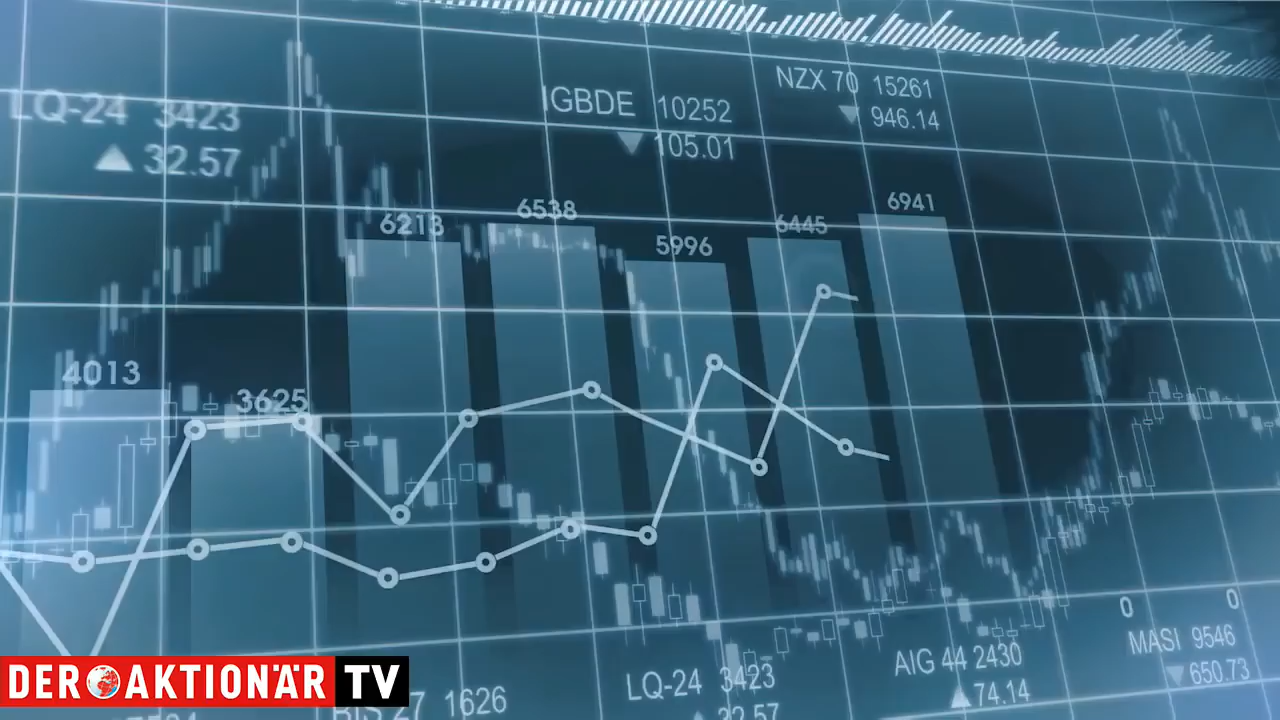 NZX 70 15261
946.14
IGBDE 10252
105.01
LQ-24 3423
32.57
6941
6538
6213
6445
5996
4013
3625
0 0
MASI 9546
650.73
AIG 44 2430
74.14
LQ-24 3423
32.57
1626
DER AKTIONÄR TV